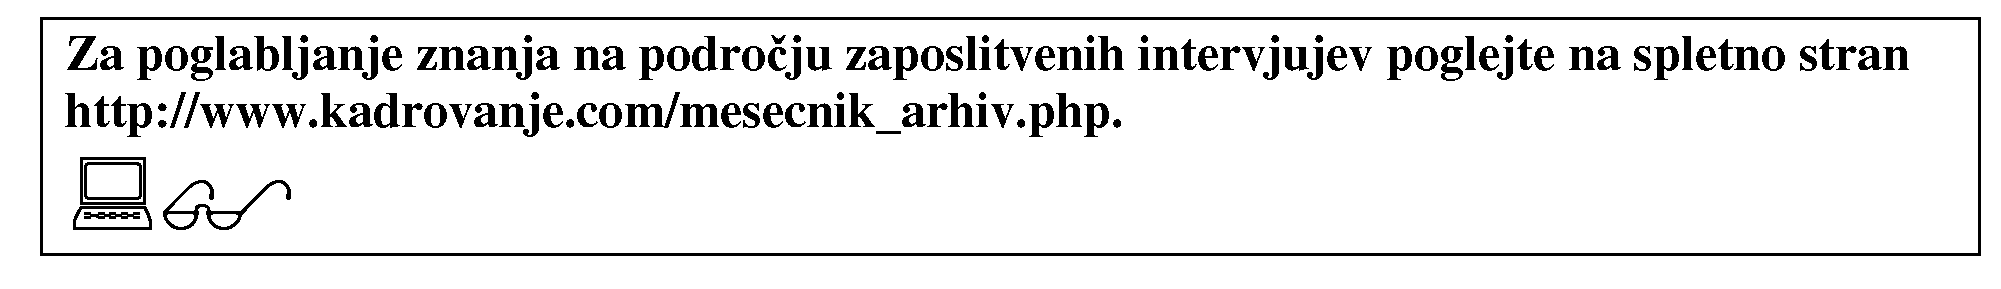 Za poglabljanje znanja na področju zaposlitvenih intervjujev poglejte na spletno stran
http://www.kadrovanje.com/mesecnik_arhiv.php.